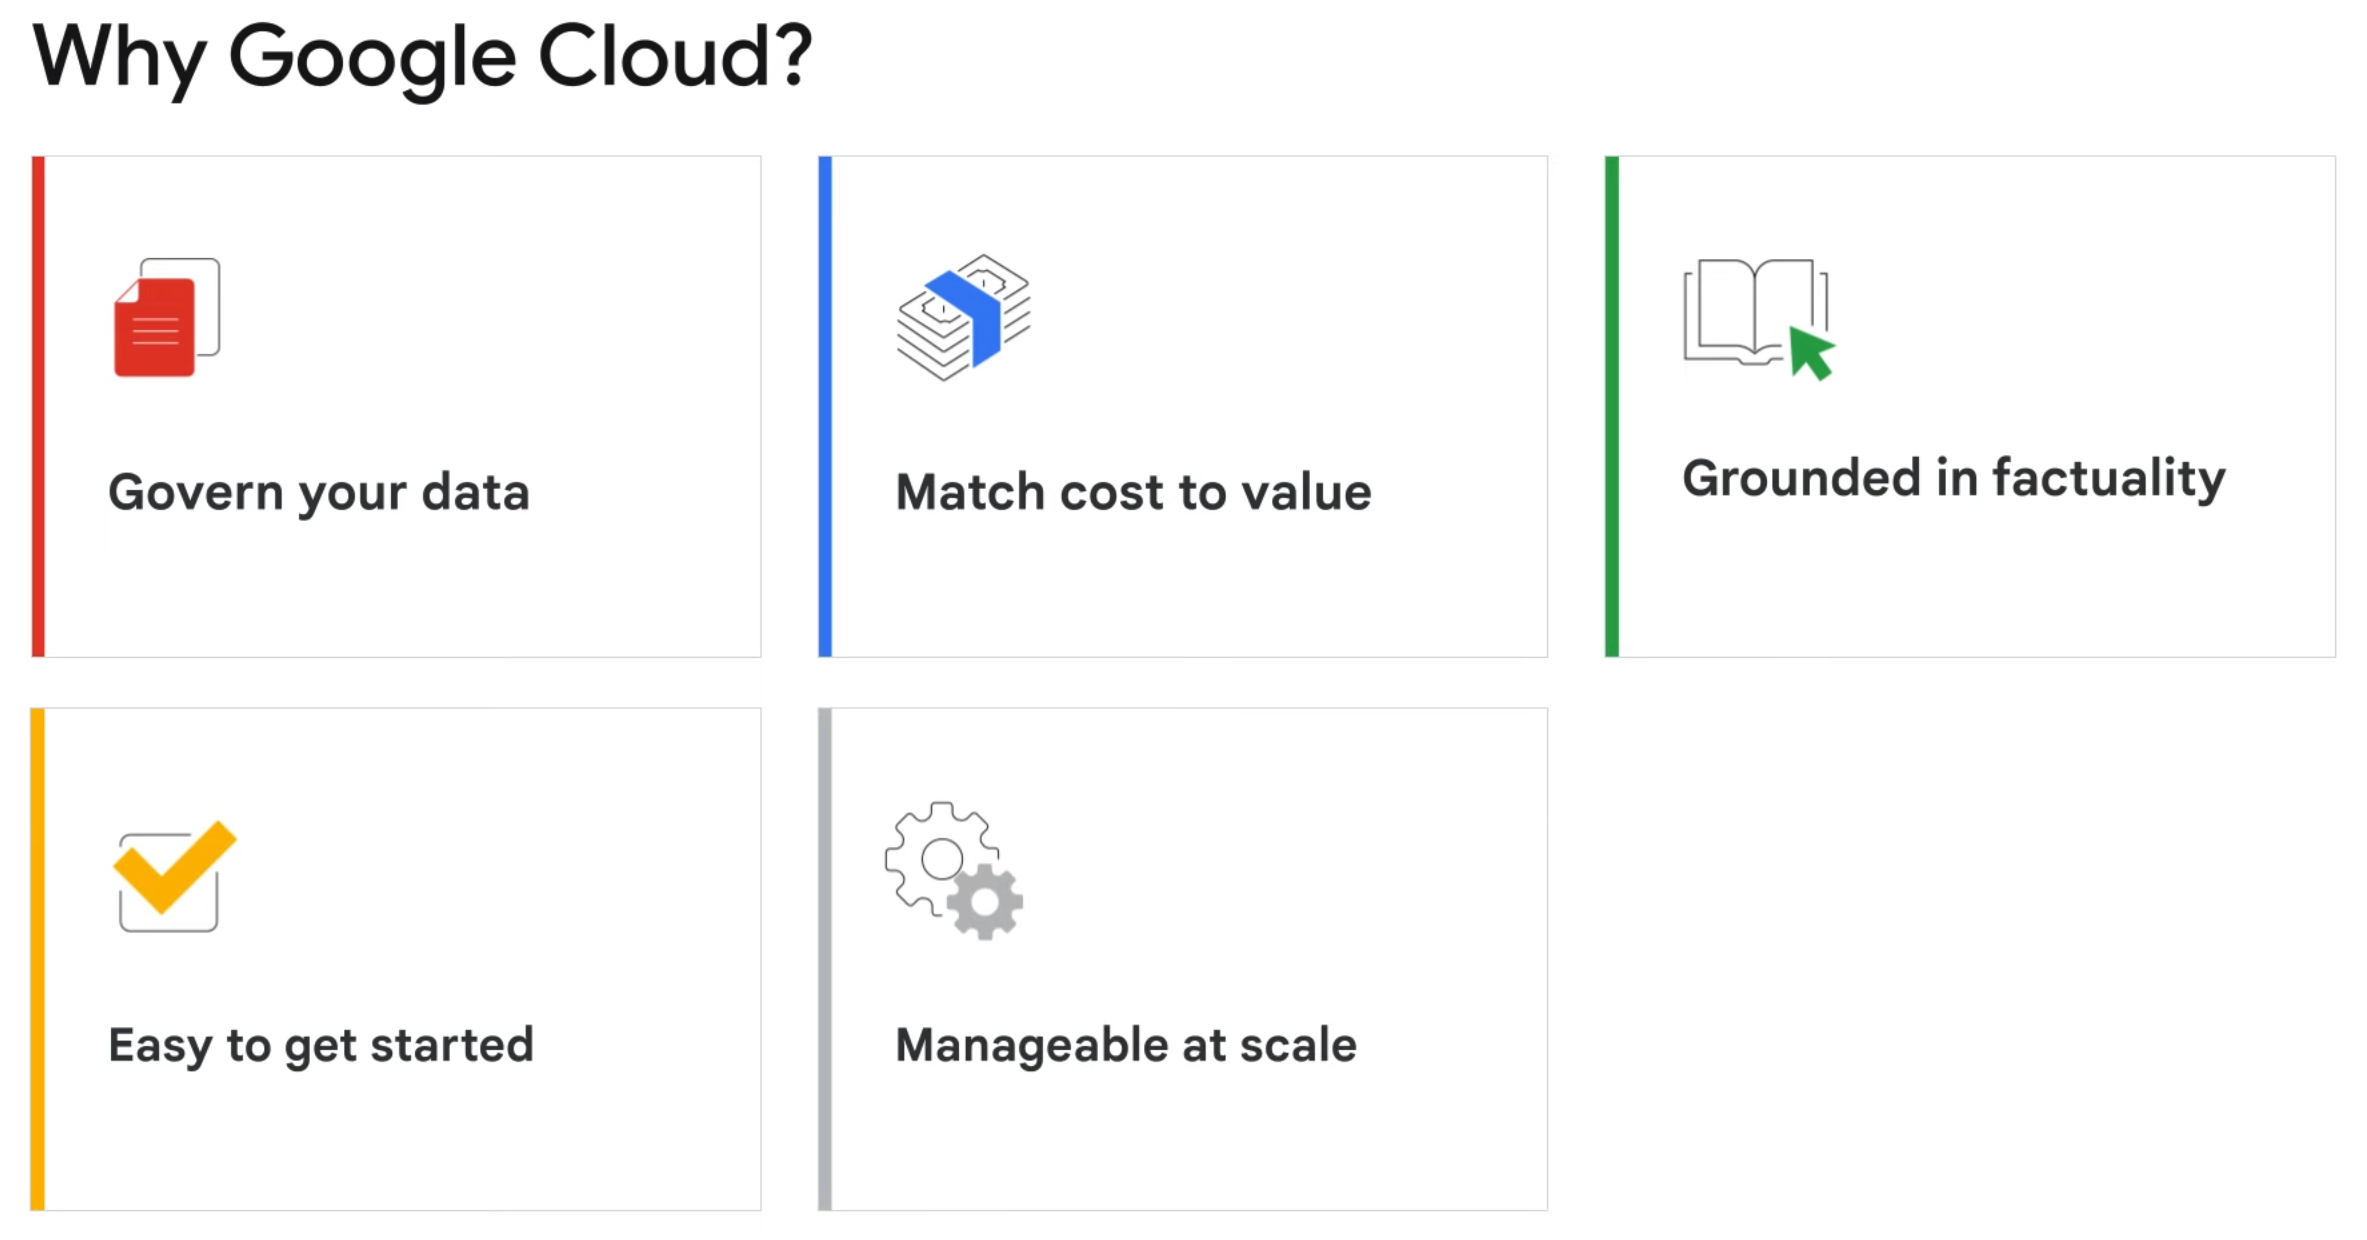 Why Google Cloud?
Govern your data
Match cost to value
Grounded in factuality
Easy to get started
Manageable at scale